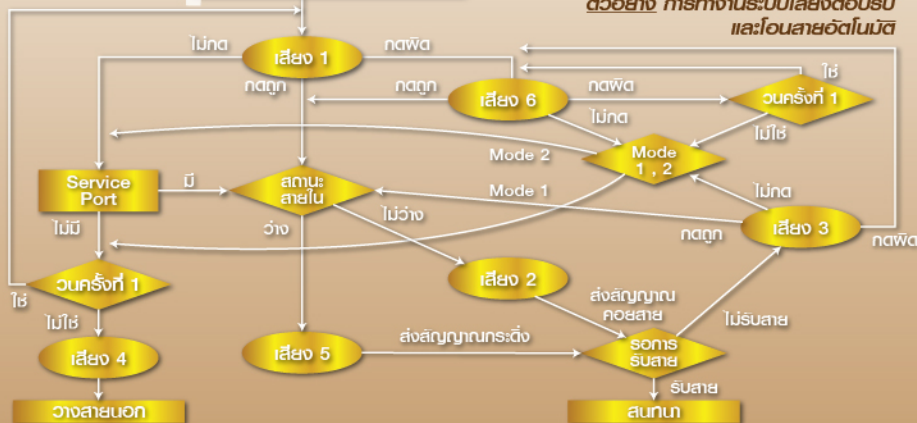 ตัวอย่าง การทำงานระบบเสียงตอบรับ
และโอนสายอัตโนมัติ
ไม่กด
เสียง 1
กดผิด
กดถูก
กดถูก
เสียง 6
กดผิด
ใช่
วนครั้งที่ 1
ไม่กด
ไม่ใช่
Mode 2
Mode
1 , 2
Service
Port
มี
สถานะ
สายใน
Mode 1
ไม่กด
ไม่มี
ว่าง
ไม่ว่าง
กดถูก
เสียง 3
กดผิด
วนครั้งที่ 1
ใช่
เสียง 2
ไม่ใช่
ส่งสัญญาณ
คอยสาย
ไม่รับสาย
เสียง 4
เสียง 5
ส่งสัญญาณกระดิ่ง
รอการ
รับสาย
รับสาย
วางสายนอก
สนทนา